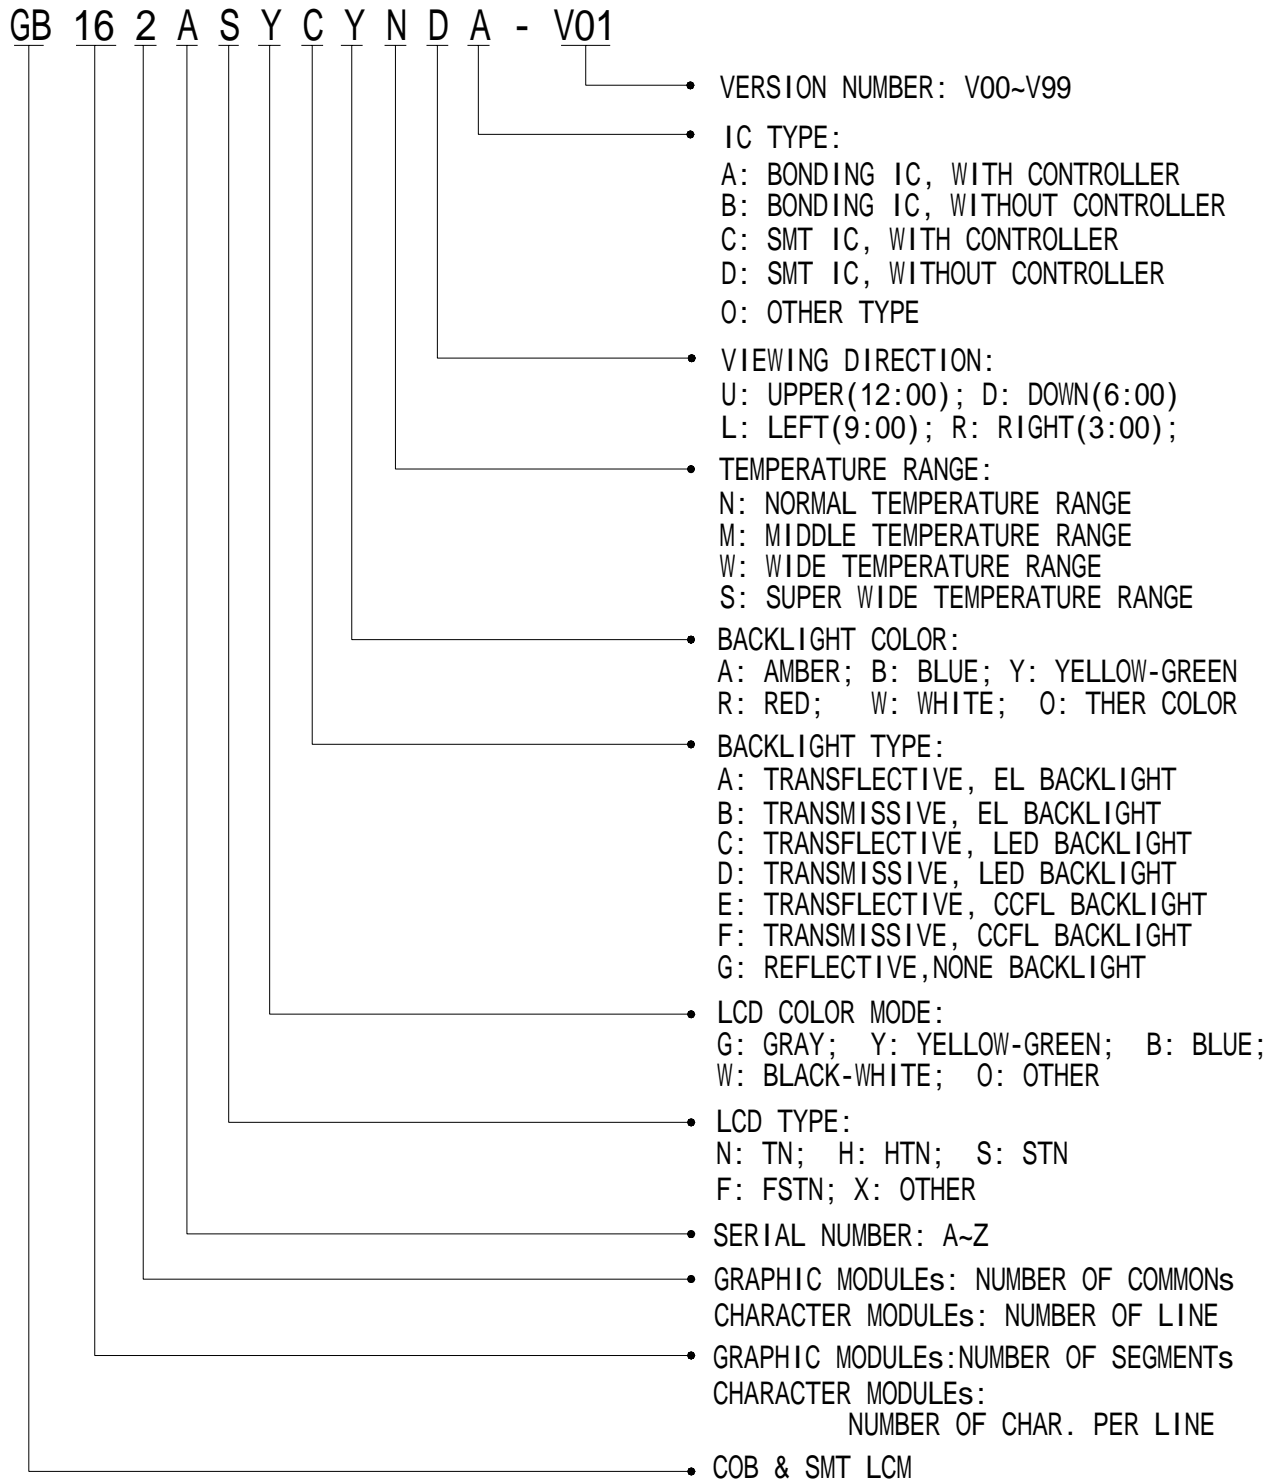 GB 16 2 A S Y C Y N D A - V01
VERSION NUMBER: V00~V99
IC TYPE:
A: BONDING IC, WITH CONTROLLER
B: BONDING IC, WITHOUT CONTROLLER
C: SMT IC, WITH CONTROLLER
D: SMT IC, WITHOUT CONTROLLER
O: OTHER TYPE
VIEWING DIRECTION:
U: UPPER(12:00); D: DOWN(6:00)
L: LEFT(9:00); R: RIGHT(3:00);
TEMPERATURE RANGE:
N: NORMAL TEMPERATURE RANGE
M: MIDDLE TEMPERATURE RANGE
W: WIDE TEMPERATURE RANGE
S: SUPER WIDE TEMPERATURE RANGE
BACKLIGHT COLOR:
A: AMBER; B: BLUE; Y: YELLOW-GREEN
R: RED; W: WHITE; O: THER COLOR
BACKLIGHT TYPE:
A: TRANSFLECTIVE, EL BACKLIGHT
B: TRANSMISSIVE, EL BACKLIGHT
C: TRANSFLECTIVE, LED BACKLIGHT
D: TRANSMISSIVE, LED BACKLIGHT
E: TRANSFLECTIVE, CCFL BACKLIGHT
F: TRANSMISSIVE, CCFL BACKLIGHT
G: REFLECTIVE,NONE BACKLIGHT
LCD COLOR MODE:
G: GRAY; Y: YELLOW-GREEN; B: BLUE;
W: BLACK-WHITE; O: OTHER
LCD TYPE:
N: TN; H: HTN; S: STN
F: FSTN; X: OTHER
SERIAL NUMBER: A~Z
GRAPHIC MODULEs: NUMBER OF COMMONs
CHARACTER MODULEs: NUMBER OF LINE
GRAPHIC MODULEs:NUMBER OF SEGMENTs
CHARACTER MODULEs:
NUMBER OF CHAR. PER LINE
COB & SMT LCM